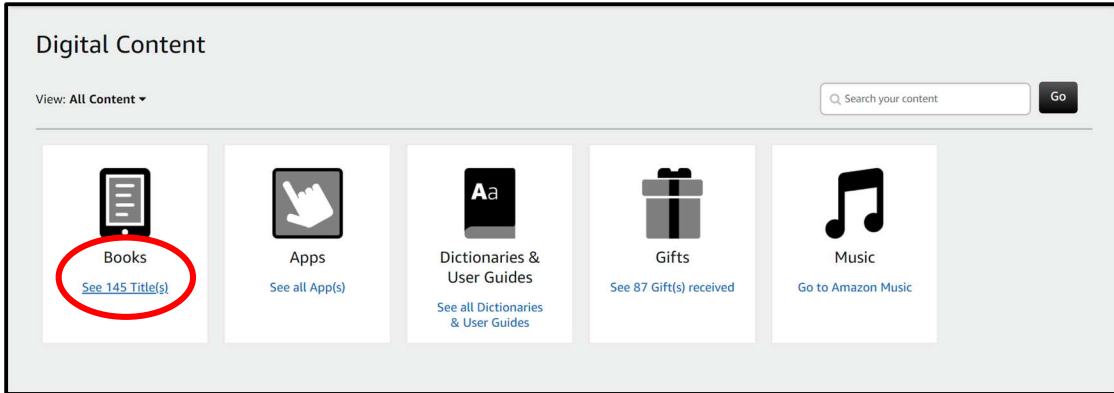 Digital Content
View: All Content
Search your content
Go
Books
See 145 Title(s)
Apps
See all App(s)
Aa
Dictionaries &
User Guides
See all Dictionaries
& User Guides
Gifts
See 87 Gift(s) received
Music
Go to Amazon Music